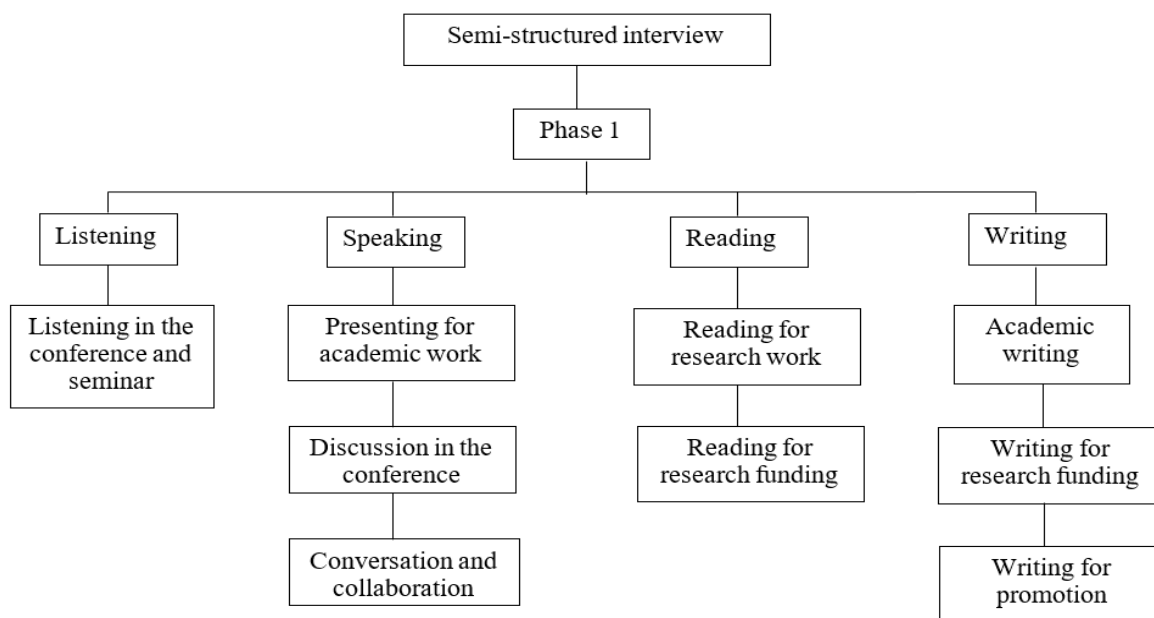 Semi-structured interview
Phase 1
Listening
Speaking
Reading
Writing
Listening in the
conference and
seminar
Presenting for
academic work
Reading for
research work
Academic
writing
Discussion in the
conference
Reading for
research funding
Writing for
research funding
Conversation and
collaboration
Writing for
promotion